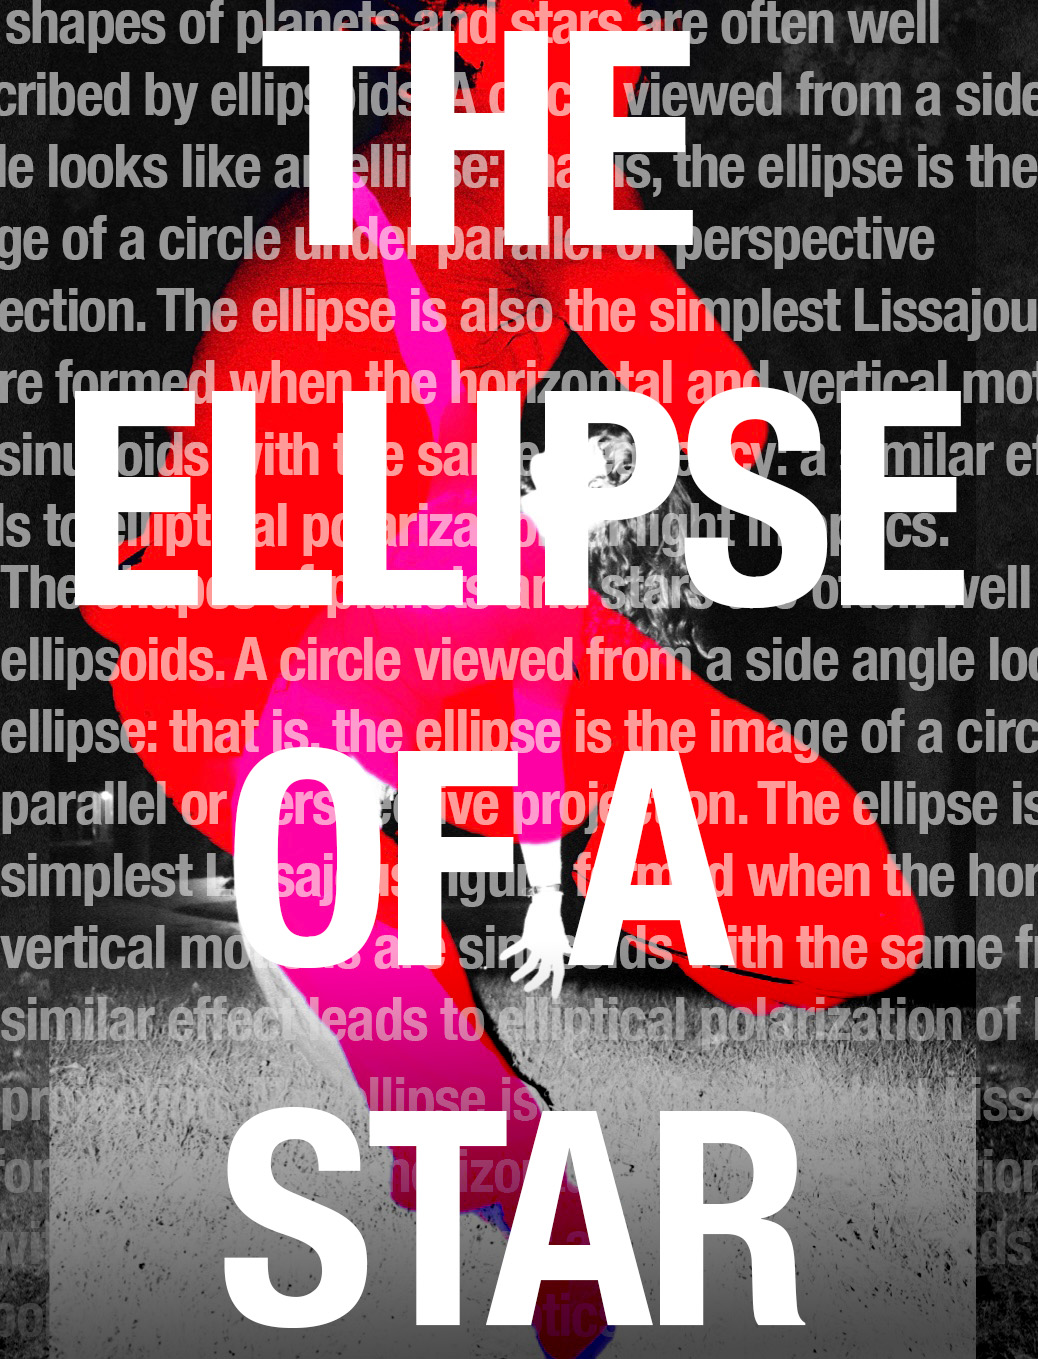 THE
ELLIPSE
OF A
STAR
shapes of planets and stars are often well
cribed by ellipsoids. A circle viewed from a side
le looks like an ellipse: that is, the ellipse is the
ge of a circle under parallel or perspective
ection. The ellipse is also the simplest Lissajou
re formed when the horizontal and vertical mot
sinusoids with the same frequency: a similar ef
ds to elliptical polarization of light in optics.
The shapes of planets and stars are often well
ellipsoids. A circle viewed from a side angle loo
ellipse: that is, the ellipse is the image of a circ
parallel or perspective projection. The ellipse is
simplest Lissajous figure formed when the hor
vertical motions are sinusoids with the same fr
similar effect leads to elliptical polarization of l
ellipse is